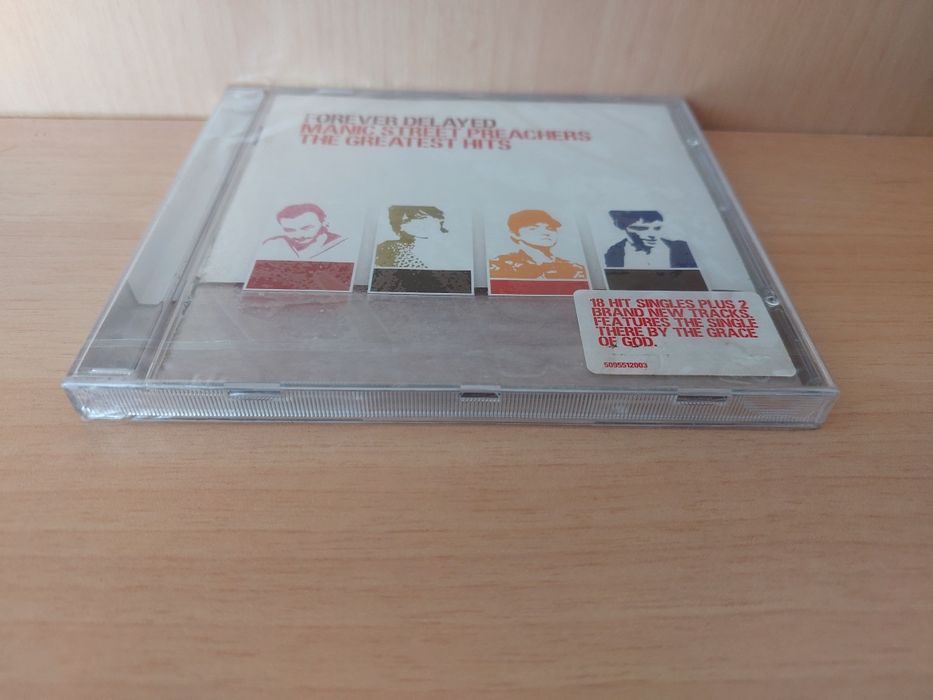 FOREVER DELAYED
MANIC STREET PREACHERS
THE GREATEST HITS
18 HIT SINGLES PLUS 2
BRAND NEW TRACKS.
FEATURES THE SINGLE
THERE BY THE GRACE
OF GOD.
5095512003